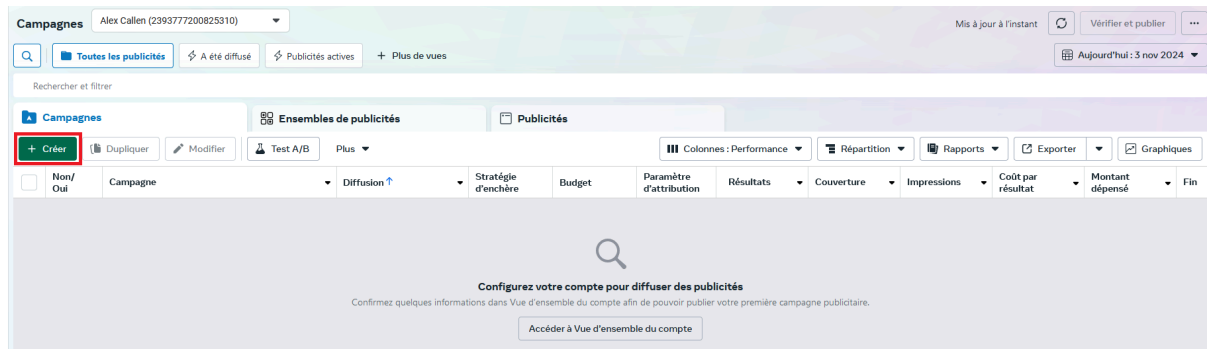 Campagnes Alex Callen (2393777200825310) Mis à jour à l'instant Vérifier et publier ...
Toutes les publicités A été diffusé Publicités actives + Plus de vues Aujourd'hui : 3 nov 2024
Rechercher et filtrer
Campagnes Ensembles de publicités Publicités
+ Créer Dupliquer Modifier Test A/B Plus Colonnes : Performance Répartition Rapports Exporter Graphiques
Non/ Oui Campagne Diffusion ↑ Stratégie d'enchère Budget Paramètre d'attribution Résultats Couverture Impressions Coût par résultat Montant dépensé Fin
Configurez votre compte pour diffuser des publicités
Confirmez quelques informations dans Vue d'ensemble du compte afin de pouvoir publier votre première campagne publicitaire.
Accéder à Vue d'ensemble du compte